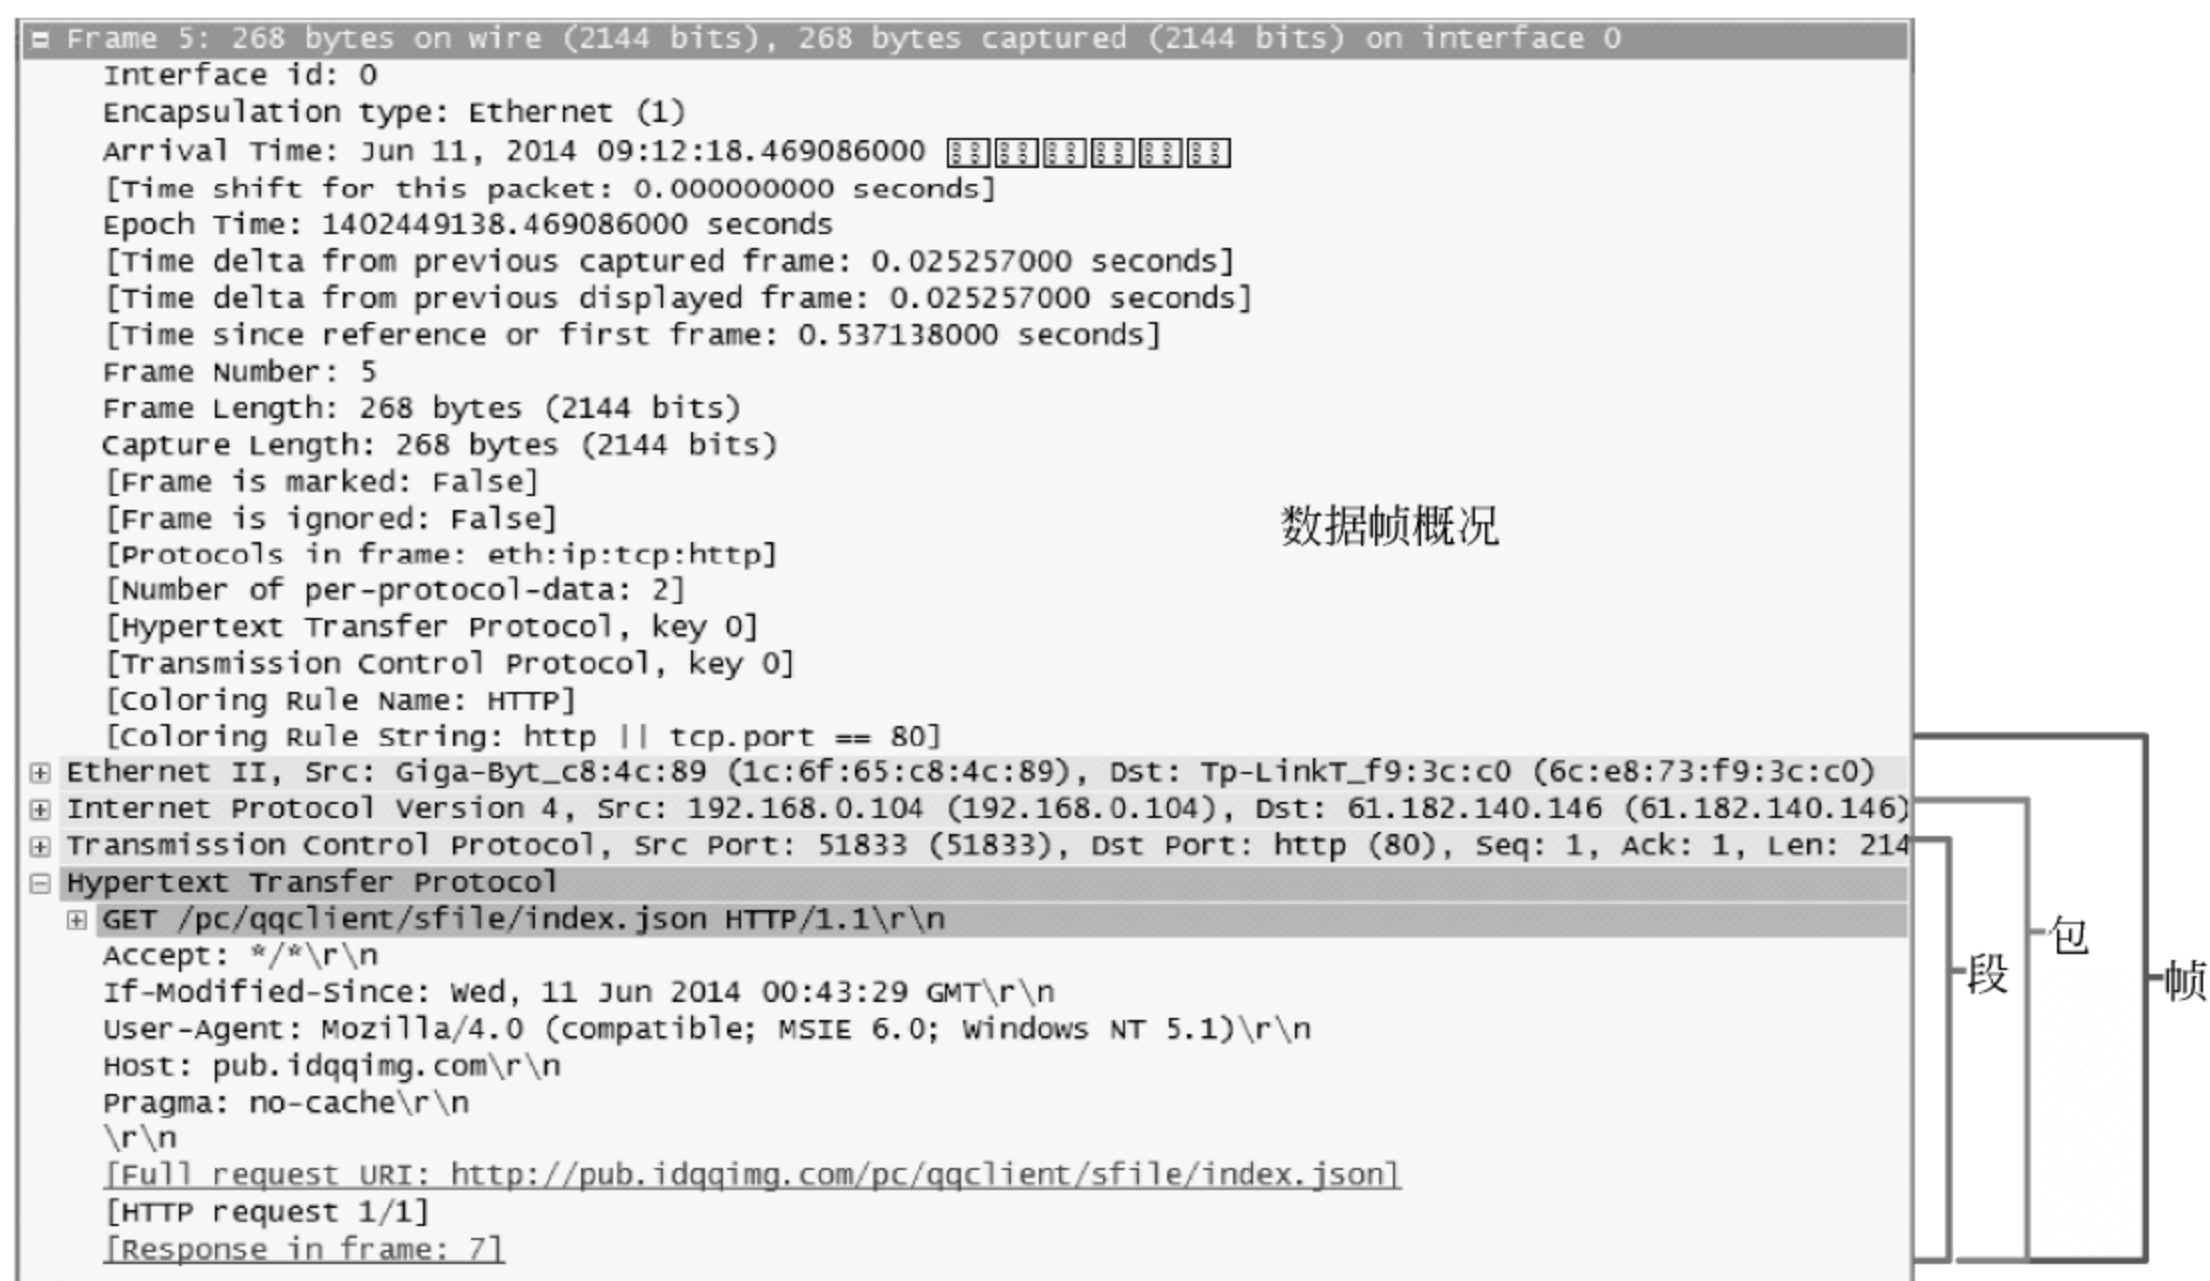 Frame 5: 268 bytes on wire (2144 bits), 268 bytes captured (2144 bits) on interface 0
Interface id: 0
Encapsulation type: Ethernet (1)
Arrival Time: Jun 11, 2014 09:12:18.469086000
[Time shift for this packet: 0.000000000 seconds]
Epoch Time: 1402449138.469086000 seconds
[Time delta from previous captured frame: 0.025257000 seconds]
[Time delta from previous displayed frame: 0.025257000 seconds]
[Time since reference or first frame: 0.537138000 seconds]
Frame Number: 5
Frame Length: 268 bytes (2144 bits)
Capture Length: 268 bytes (2144 bits)
[Frame is marked: False]
[Frame is ignored: False]
数据帧概况
[Protocols in frame: eth:ip:tcp:http]
[Number of per-protocol-data: 2]
[Hypertext Transfer Protocol, key 0]
[Transmission Control Protocol, key 0]
[Coloring Rule Name: HTTP]
[Coloring Rule String: http || tcp.port == 80]
Ethernet II, Src: Giga-Byt_c8:4c:89 (1c:6f:65:c8:4c:89), Dst: Tp-LinkT_f9:3c:c0 (6c:e8:73:f9:3c:c0)
Internet Protocol Version 4, Src: 192.168.0.104 (192.168.0.104), Dst: 61.182.140.146 (61.182.140.146)
Transmission Control Protocol, Src Port: 51833 (51833), Dst Port: http (80), Seq: 1, Ack: 1, Len: 214
Hypertext Transfer Protocol
GET /pc/qqclient/sfile/index.json HTTP/1.1\r\n
Accept: */*\r\n
If-Modified-Since: Wed, 11 Jun 2014 00:43:29 GMT\r\n
User-Agent: Mozilla/4.0 (compatible; MSIE 6.0; Windows NT 5.1)\r\n
Host: pub.idqqimg.com\r\n
Pragma: no-cache\r\n
\r\n
[Full request URI: http://pub.idqqimg.com/pc/qqclient/sfile/index.json]
[HTTP request 1/1]
[Response in frame: 7]
段
包
帧